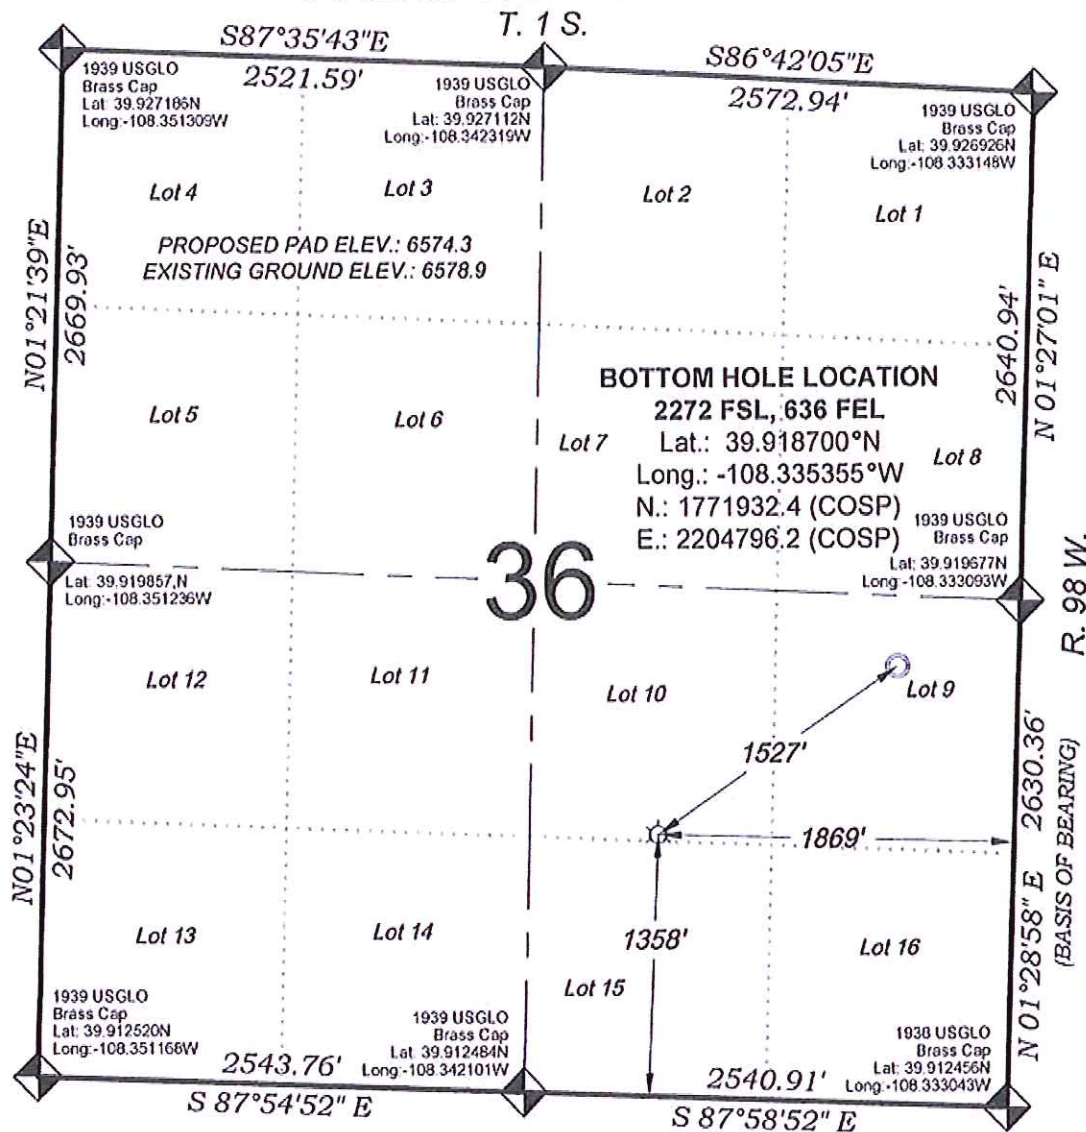 T. 1 S.
S87°35'43"E
2521.59'
S86°42'05"E
2572.94'
1939 USGLO
Brass Cap
Lat: 39.927186N
Long:-108.351309W
1939 USGLO
Brass Cap
Lat: 39.927112N
Long:-108.342319W
1939 USGLO
Brass Cap
Lat: 39.926926N
Long:-108.333148W
Lot 4
Lot 3
Lot 2
Lot 1
PROPOSED PAD ELEV.: 6574.3
EXISTING GROUND ELEV.: 6578.9
N01°21'39"E
2669.93'
2640.94'
N 01°27'01" E
BOTTOM HOLE LOCATION
2272 FSL, 636 FEL
Lat.: 39.918700°N
Long.: -108.335355°W
N.: 1771932.4 (COSP)
E.: 2204796.2 (COSP)
Lot 5
Lot 6
Lot 7
Lot 8
1939 USGLO
Brass Cap
Lat: 39.919857,N
Long:-108.351236W
1939 USGLO
Brass Cap
Lat: 39.919677N
Long:-108.333093W
36
R. 98 W.
Lot 12
Lot 11
Lot 10
Lot 9
1527'
1869'
1358'
N01°23'24"E
2672.95'
2630.36'
(BASIS OF BEARING)
N 01°28'58" E
Lot 13
Lot 14
Lot 15
Lot 16
1939 USGLO
Brass Cap
Lat: 39.912520N
Long:-108.351168W
1939 USGLO
Brass Cap
Lat: 39.912484N
Long:-108.342101W
1938 USGLO
Brass Cap
Lat: 39.912456N
Long:-108.333043W
2543.76'
S 87°54'52" E
2540.91'
S 87°58'52" E